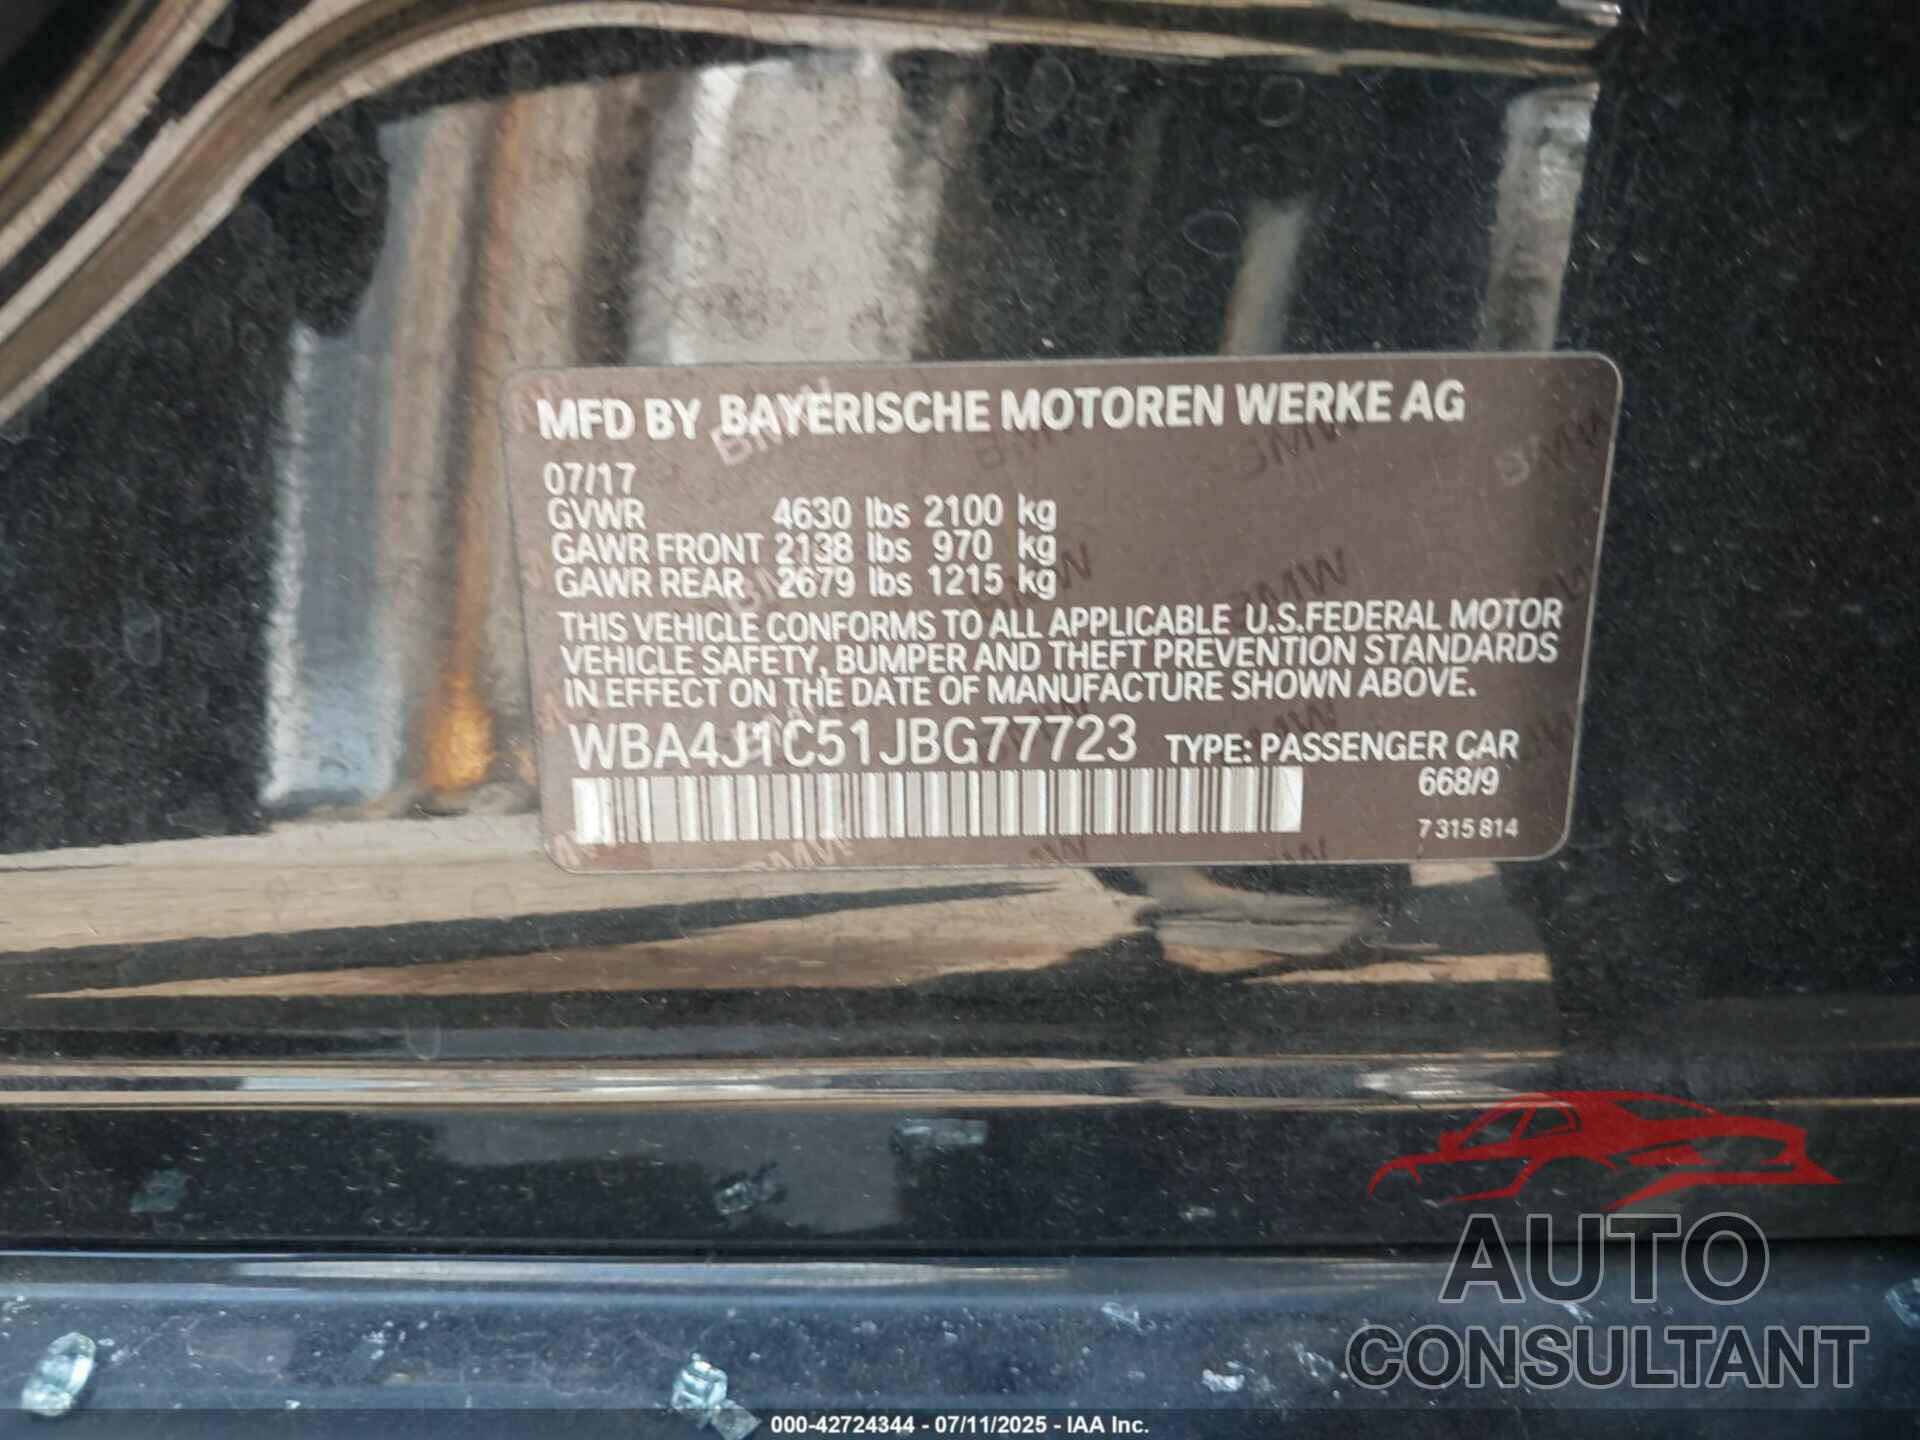 MFD BY BAYERISCHE MOTOREN WERKE AG
07/17
GVWR 4630 lbs 2100 kg
GAWR FRONT 2138 lbs 970 kg
GAWR REAR 2679 lbs 1215 kg
THIS VEHICLE CONFORMS TO ALL APPLICABLE U.S.FEDERAL MOTOR
VEHICLE SAFETY, BUMPER AND THEFT PREVENTION STANDARDS
IN EFFECT ON THE DATE OF MANUFACTURE SHOWN ABOVE.
WBA4J1C51JBG77723 TYPE: PASSENGER CAR
668/9
7 315 814
AUTO
CONSULTANT
000-42724344 - 07/11/2025 - IAA Inc.